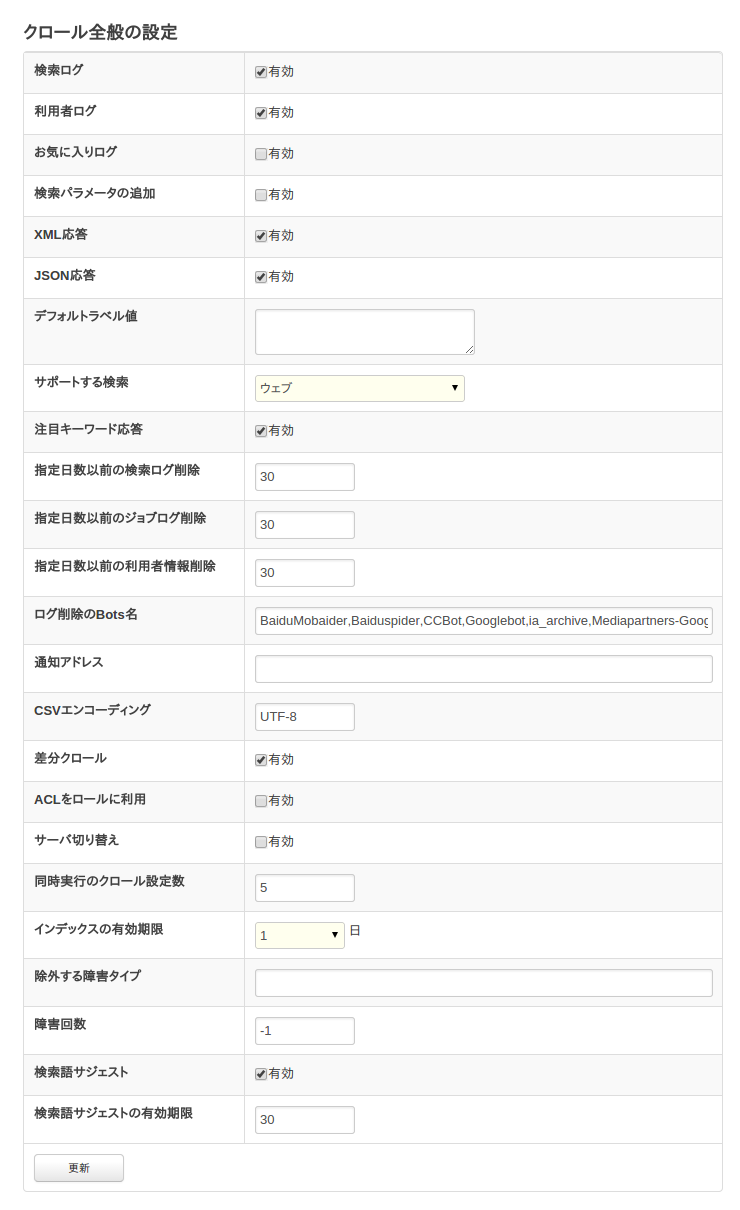 クロール全般の設定
検索ログ 有効
利用者ログ 有効
お気に入りログ 有効
検索パラメータの追加 有効
XML応答 有効
JSON応答 有効
デフォルトラベル値
サポートする検索 ウェブ
注目キーワード応答 有効
指定日数以前の検索ログ削除 30
指定日数以前のジョブログ削除 30
指定日数以前の利用者情報削除 30
ログ削除のBots名 BaiduMobaider,Baiduspider,CCBot,Googlebot,ia_archive,Mediapartners-Goog
通知アドレス
CSVエンコーディング UTF-8
差分クロール 有効
ACLをロールに利用 有効
サーバ切り替え 有効
同時実行のクロール設定数 5
インデックスの有効期限 1 日
除外する障害タイプ
障害回数 -1
検索語サジェスト 有効
検索語サジェストの有効期限 30
更新